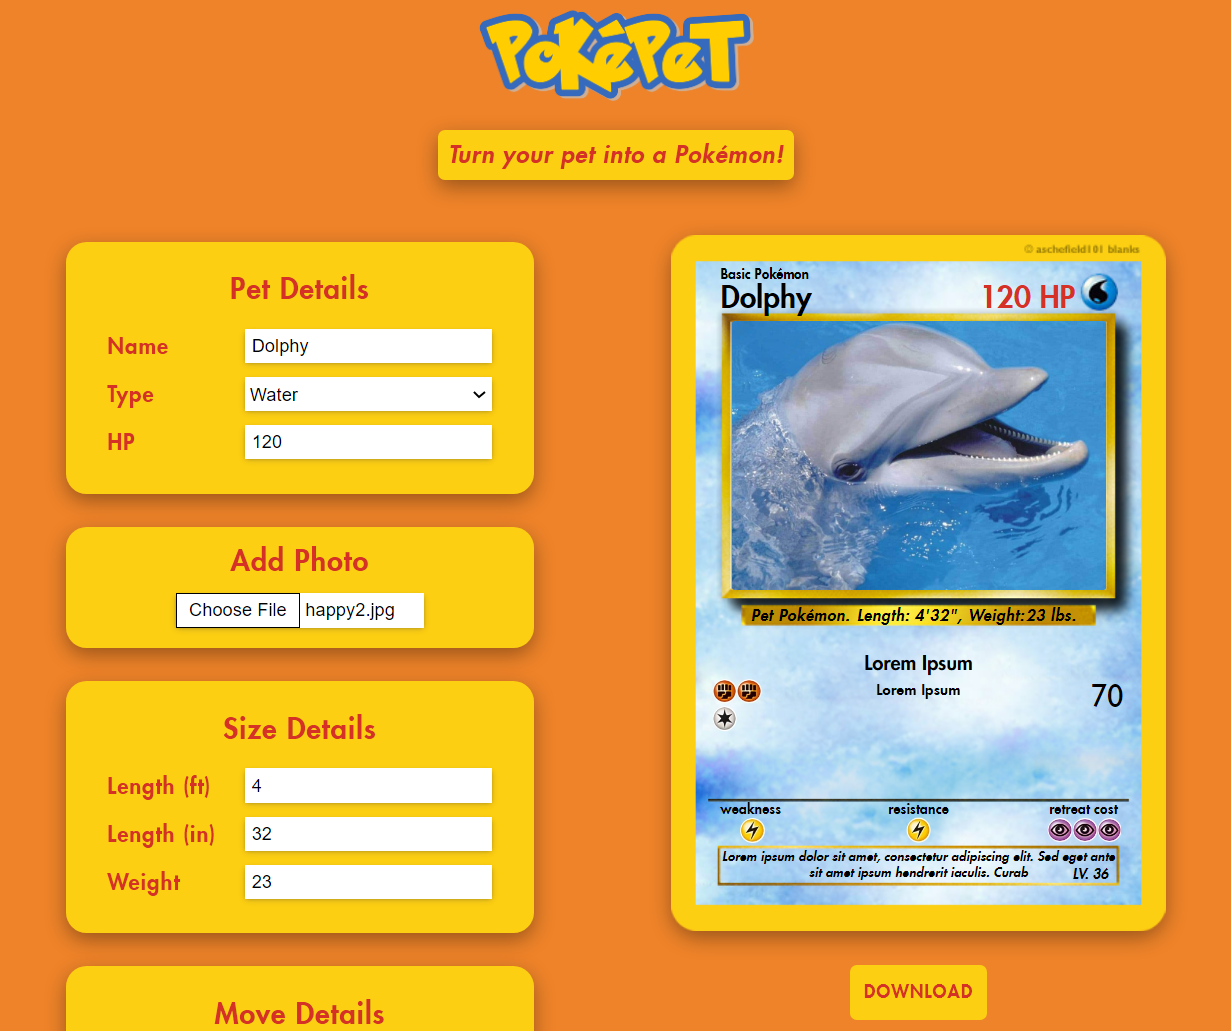 PoKéPeT
Turn your pet into a Pokémon!
Pet Details
Name
Dolphy
Type
Water
HP
120
Add Photo
Choose File
happy2.jpg
Size Details
Length (ft)
4
Length (in)
32
Weight
23
Move Details
© aschefield101 blanks
Basic Pokémon
Dolphy
120 HP
Pet Pokémon. Length: 4'32", Weight:23 lbs.
Lorem Ipsum
Lorem Ipsum
70
weakness
resistance
retreat cost
Lorem ipsum dolor sit amet, consectetur adipiscing elit. Sed eget ante
sit amet ipsum hendrerit iaculis. Curab
LV. 36
DOWNLOAD